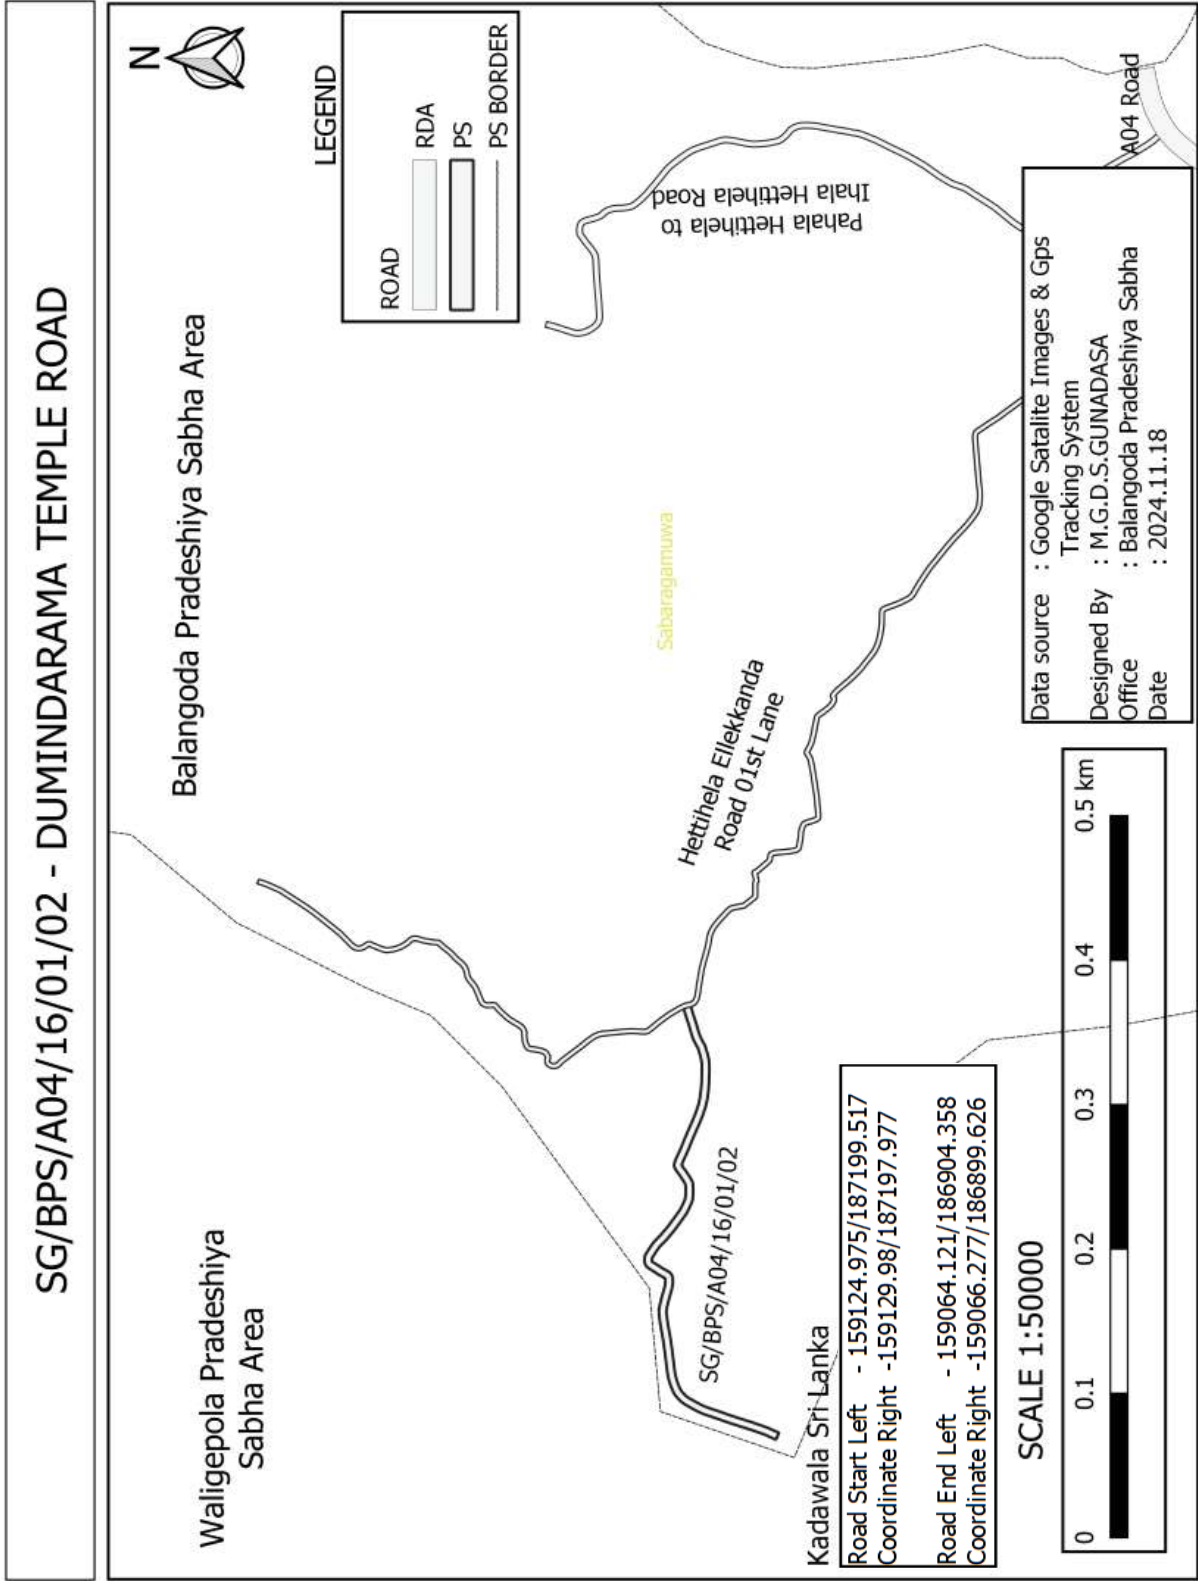 SG/BPS/A04/16/01/02 - DUMINDARAMA TEMPLE ROAD
N
Waligepola Pradeshiya
Sabha Area
Balangoda Pradeshiya Sabha Area
LEGEND
ROAD
RDA
PS
PS BORDER
Sabaragamuwa
Pahala Hettihela to
Ihala Hettihela Road
Hettihela Ellekkanda
Road 01st Lane
SG/BPS/A04/16/01/02
A04 Road
Kadawala Sri Lanka
Road Start Left - 159124.975/187199.517
Coordinate Right -159129.98/187197.977
Road End Left - 159064.121/186904.358
Coordinate Right -159066.277/186899.626
SCALE 1:50000
0 0.1 0.2 0.3 0.4 0.5 km
Data source : Google Satalite Images & Gps
Tracking System
Designed By : M.G.D.S.GUNADASA
Office : Balangoda Pradeshiya Sabha
Date : 2024.11.18